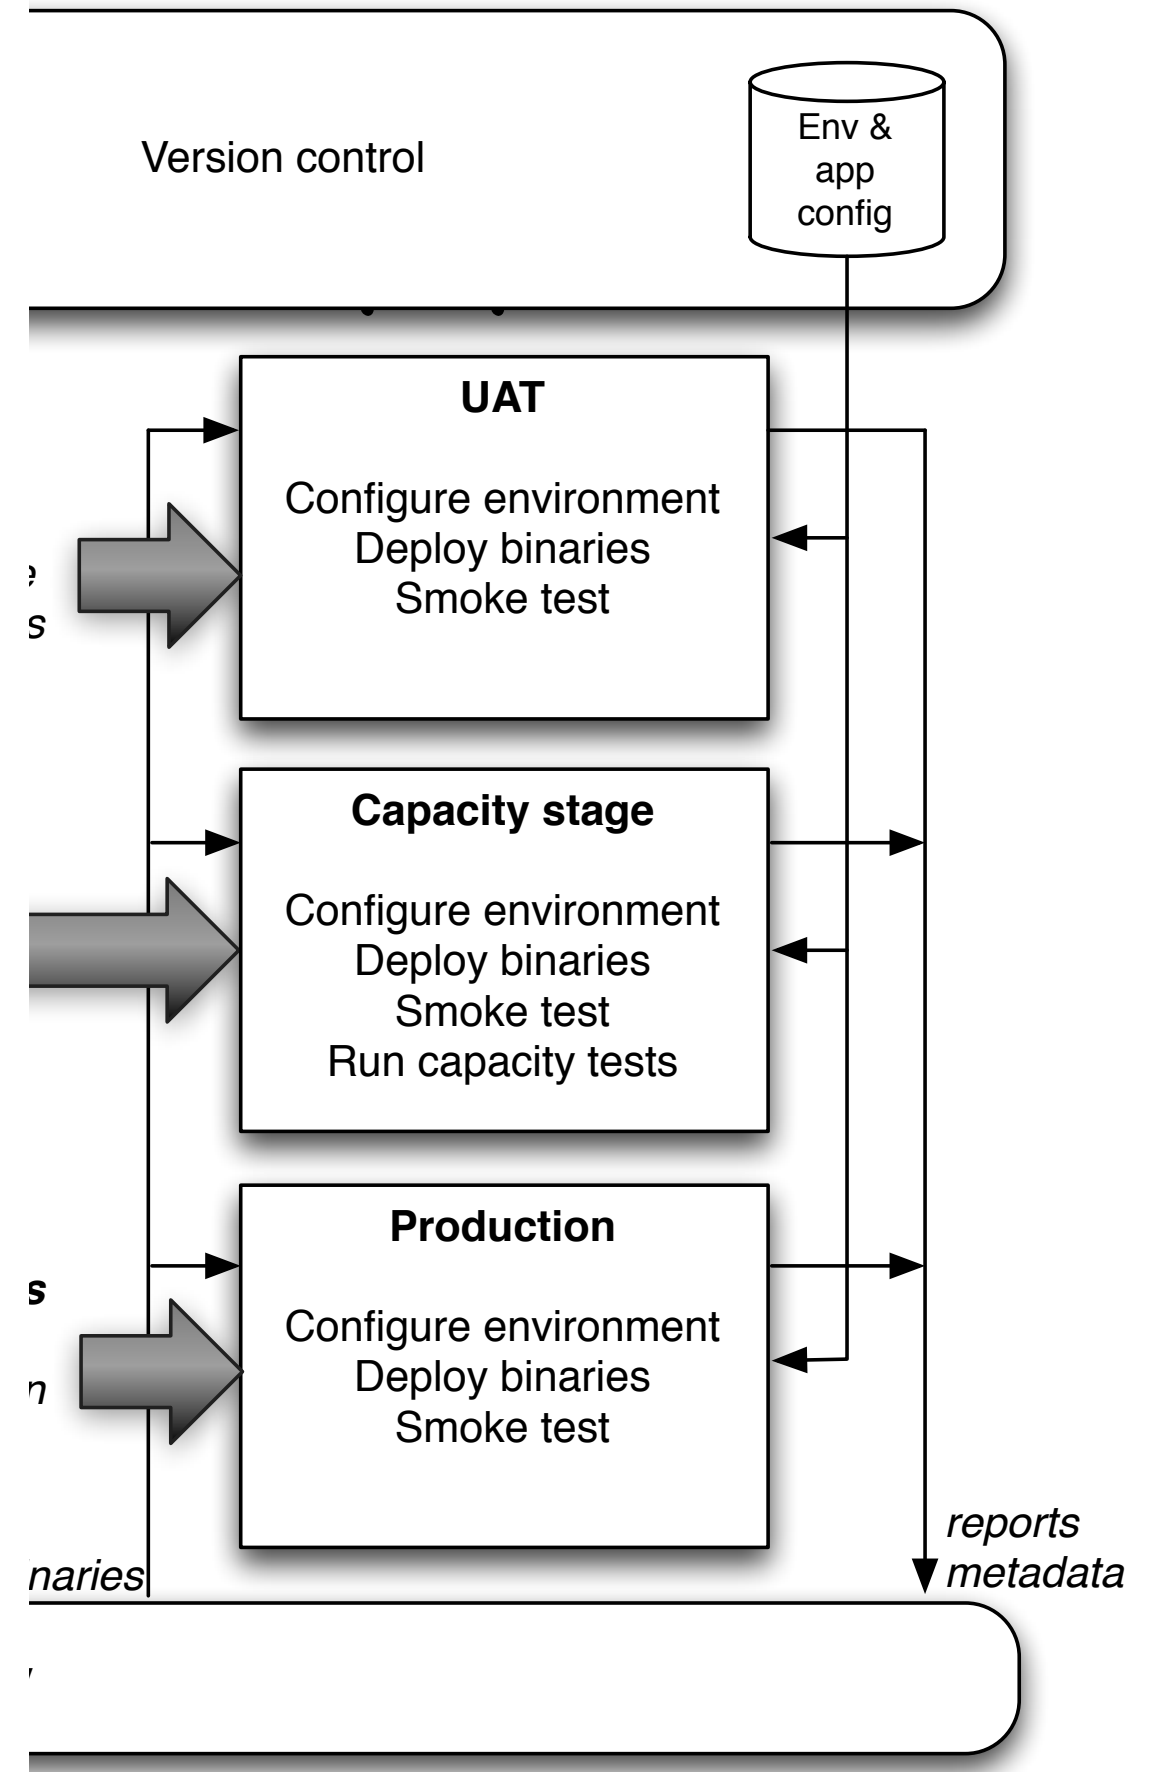 Version control
Env &
app
config
UAT
Configure environment
Deploy binaries
Smoke test
Capacity stage
Configure environment
Deploy binaries
Smoke test
Run capacity tests
Production
Configure environment
Deploy binaries
Smoke test
reports
metadata
naries